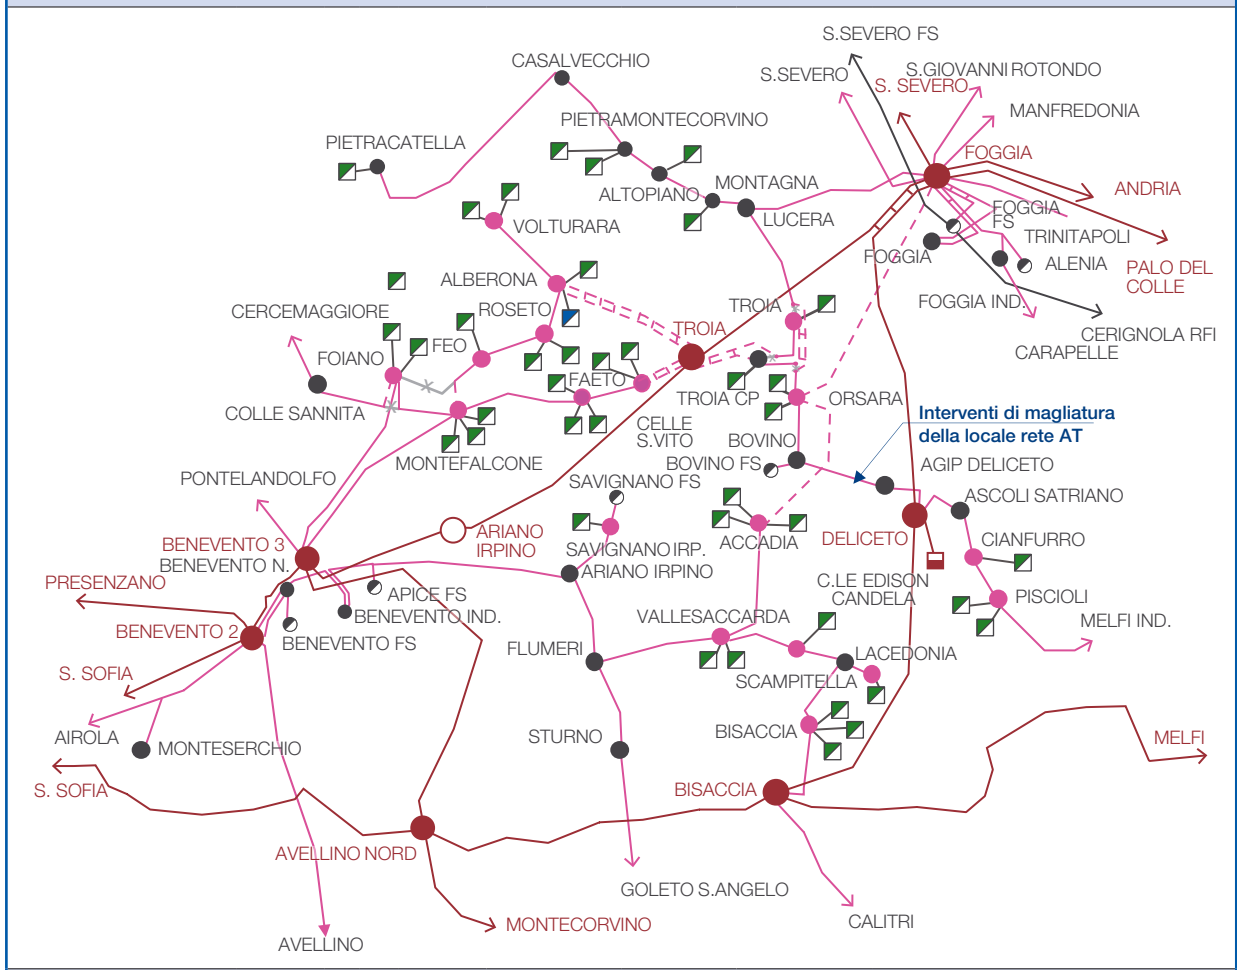 S.SEVERO FS
CASALVECCHIO
S.SEVERO
S.GIOVANNI ROTONDO
S. SEVERO
MANFREDONIA
PIETRAMONTECORVINO
PIETRACATELLA
FOGGIA
ANDRIA
ALTOPIANO
MONTAGNA
LUCERA
VOLTURARA
FOGGIA
FS
TRINITAPOLI
FOGGIA
ALENIA
PALO DEL
COLLE
ALBERONA
CERCEMAGGIORE
ROSETO
TROIA
TROIA
FOGGIA IND.
CERIGNOLA RFI
CARAPELLE
FOIANO
FEO
FAETO
TROIA CP
ORSARA
COLLE SANNITA
CELLE
S.VITO
Interventi di magliatura
della locale rete AT
BOVINO
BOVINO FS
AGIP DELICETO
MONTEFALCONE
PONTELANDOLFO
SAVIGNANO FS
ASCOLI SATRIANO
ARIANO
IRPINO
ACCADIA
DELICETO
CIANFURRO
BENEVENTO 3
BENEVENTO N.
SAVIGNANO IRP.
ARIANO IRPINO
PRESENZANO
APICE FS
C.LE EDISON
CANDELA
PISCIOLI
BENEVENTO IND.
BENEVENTO 2
BENEVENTO FS
VALLESACCARDA
MELFI IND.
FLUMERI
LACEDONIA
S. SOFIA
SCAMPITELLA
AIROLA
MONTESERCHIO
STURNO
BISACCIA
MELFI
S. SOFIA
BISACCIA
AVELLINO NORD
GOLETO S.ANGELO
MONTECORVINO
CALITRI
AVELLINO